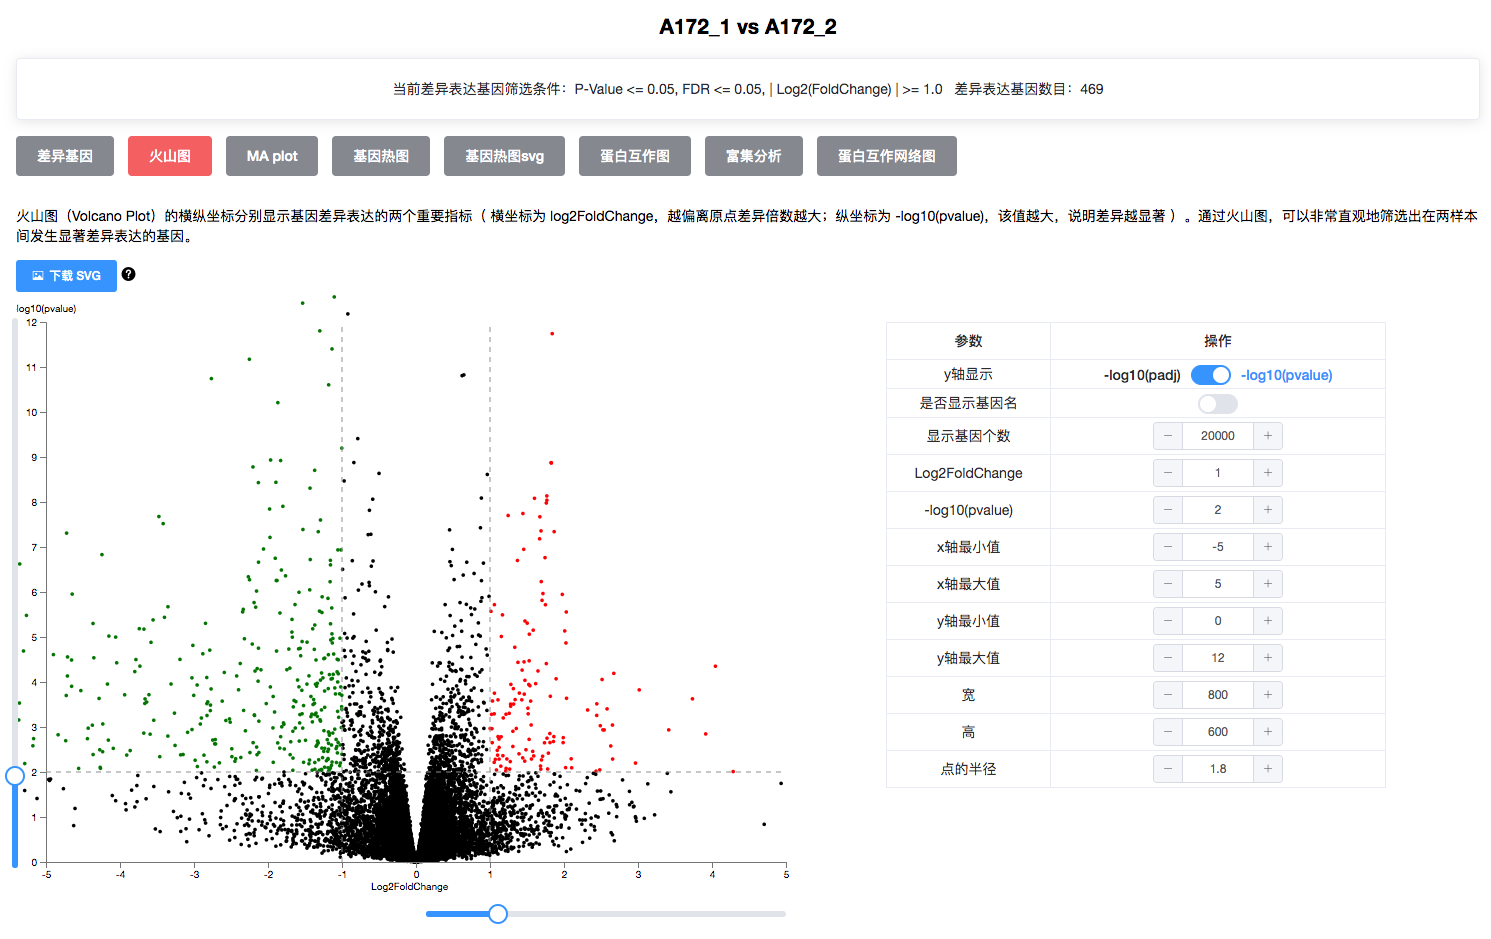 A172_1 vs A172_2
当前差异表达基因筛选条件：P-Value <= 0.05, FDR <= 0.05, | Log2(FoldChange) | >= 1.0   差异表达基因数目：469
差异基因 火山图 MA plot 基因热图 基因热图svg 蛋白互作图 富集分析 蛋白互作网络图
火山图（Volcano Plot）的横纵坐标分别显示基因差异表达的两个重要指标（ 横坐标为 log2FoldChange，越偏离原点差异倍数越大；纵坐标为 -log10(pvalue)，该值越大，说明差异越显著 ）。通过火山图，可以非常直观地筛选出在两样本
间发生显著差异表达的基因。
下载 SVG ?
log10(pvalue)
12
11
10
9
8
7
6
5
4
3
2
1
0
-5 -4 -3 -2 -1 0 1 2 3 4 5
Log2FoldChange
参数 操作
y轴显示 -log10(padj) -log10(pvalue)
是否显示基因名
显示基因个数 − 20000 +
Log2FoldChange − 1 +
-log10(pvalue) − 2 +
x轴最小值 − -5 +
x轴最大值 − 5 +
y轴最小值 − 0 +
y轴最大值 − 12 +
宽 − 800 +
高 − 600 +
点的半径 − 1.8 +